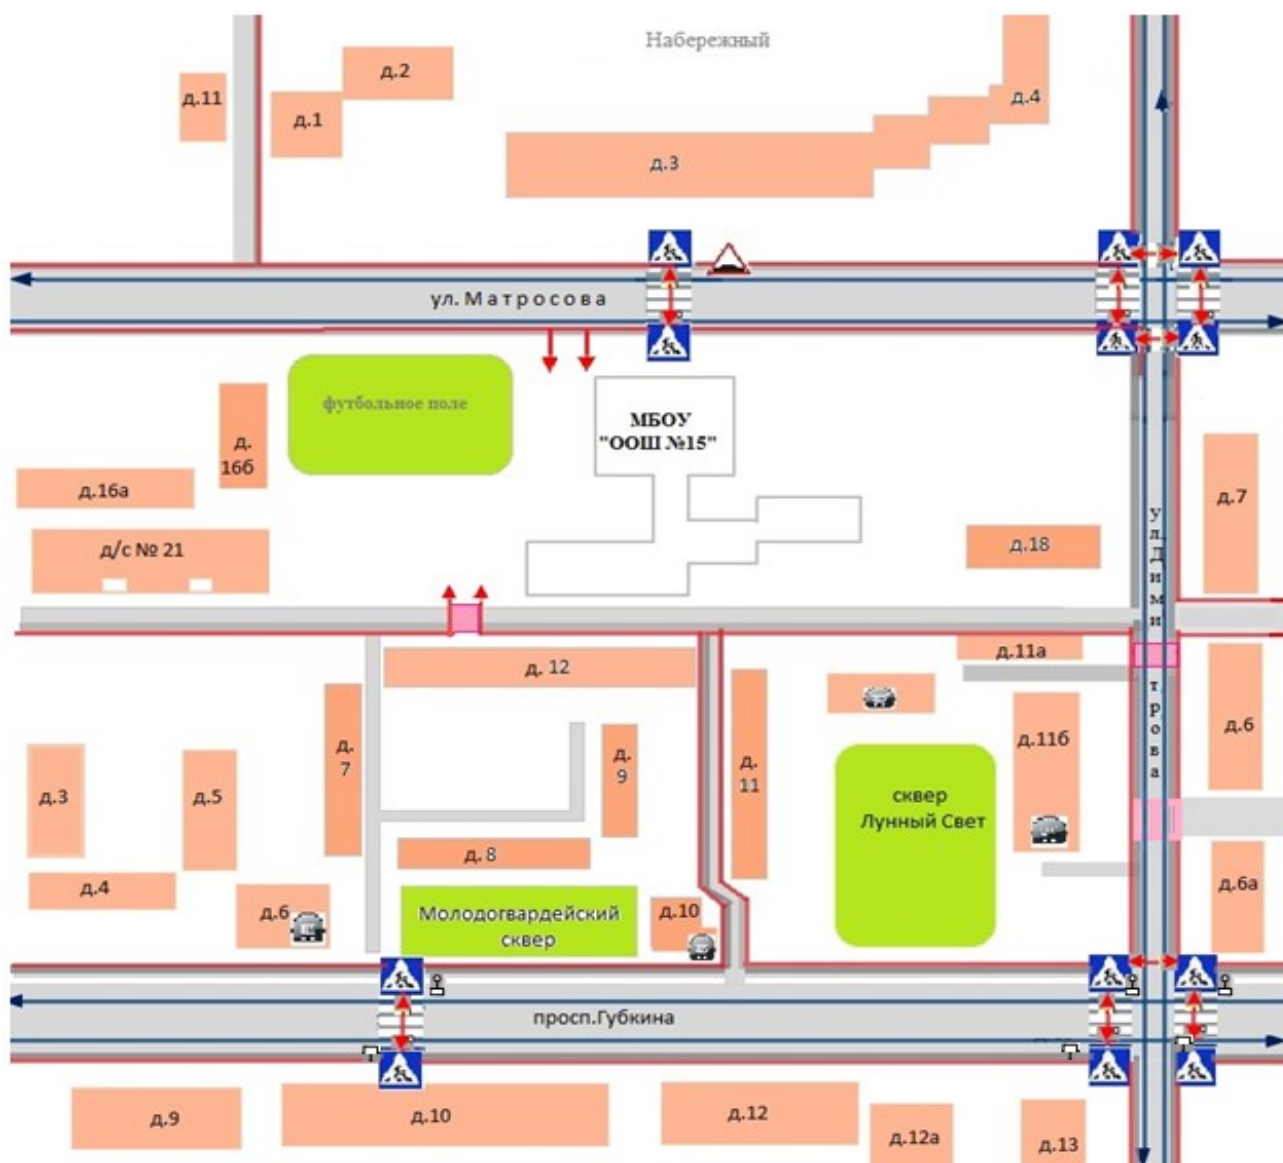 Набережный
д.2
д.11
д.1
д.4
д.3
ул. Матросова
футбольное поле
МБОУ
"ООШ №15"
д.
16б
д.16а
д/с № 21
д.7
д.18
ул.Димитрова
д. 12
д.11а
д.
7
д.
9
д.
11
д.11б
д.6
д.3
д.5
сквер
Лунный Свет
д. 8
д.4
д.6
Молодогвардейский
сквер
д.10
д.6а
просп.Губкина
д.9
д.10
д.12
д.12а
д.13